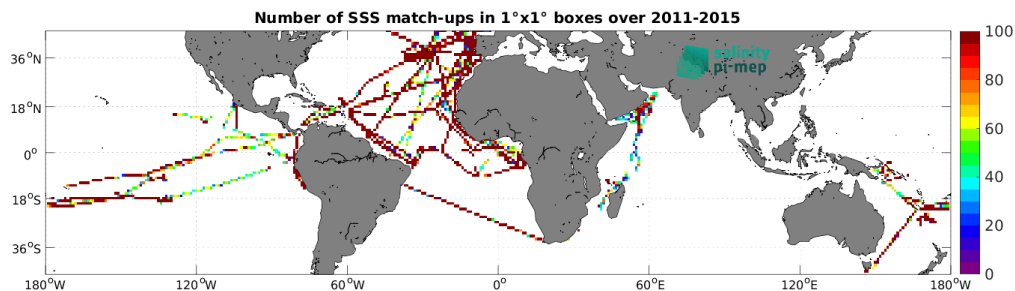 Number of SSS match-ups in 1°x1° boxes over 2011-2015
salinity
pi-mep
36°N
18°N
0°
18°S
36°S
180°W 120°W 60°W 0° 60°E 120°E 180°W
100
80
60
40
20
0